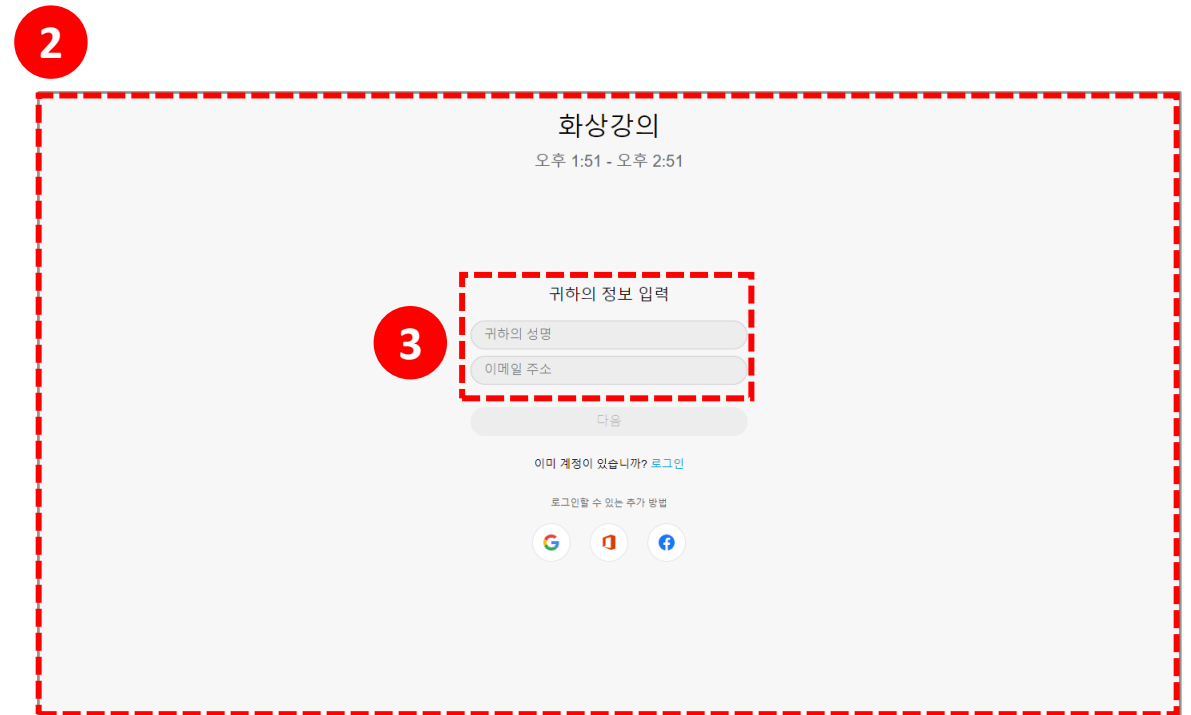 2
화상강의
오후 1:51 - 오후 2:51
귀하의 정보 입력
3
귀하의 성명
이메일 주소
다음
이미 계정이 있습니까? 로그인
로그인할 수 있는 추가 방법